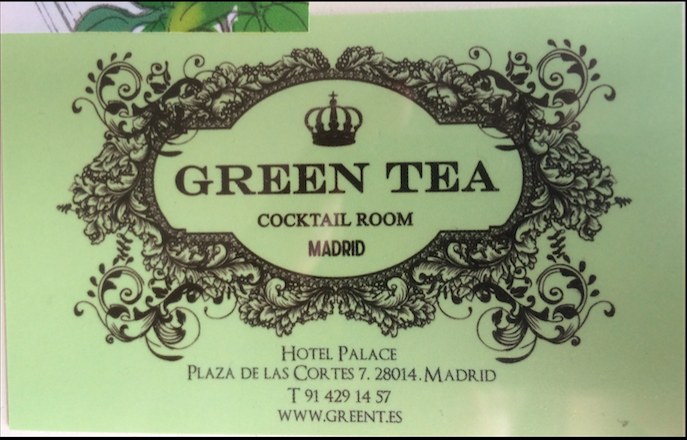 GREEN TEA
COCKTAIL ROOM
MADRID
HOTEL PALACE
PLAZA DE LAS CORTES 7. 28014. MADRID
T 91 429 14 57
WWW.GREENT.ES